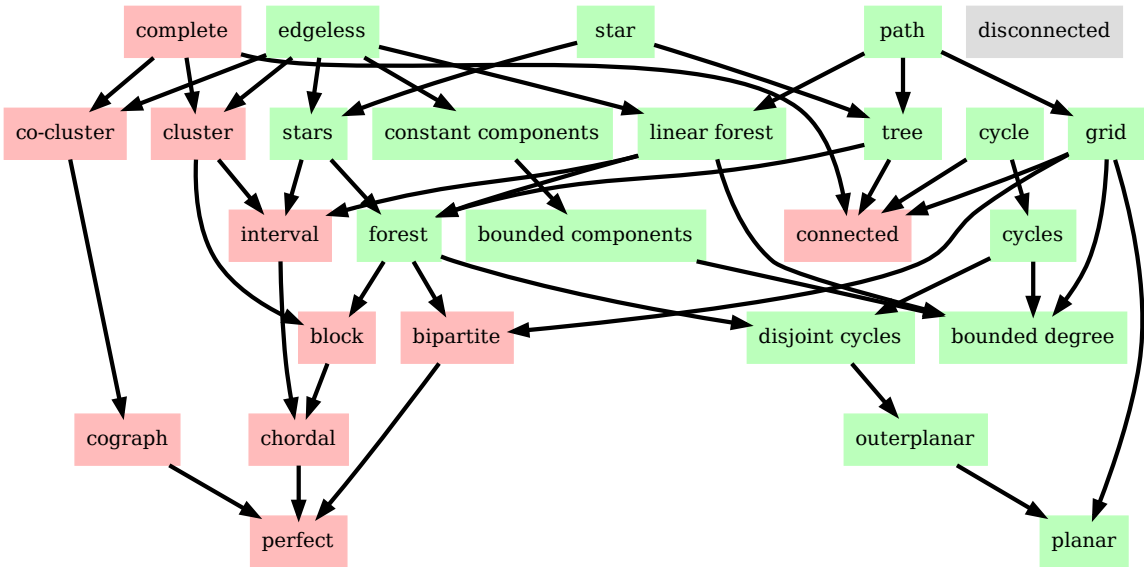 complete
edgeless
star
path
disconnected
co-cluster
cluster
stars
constant components
linear forest
tree
cycle
grid
interval
forest
bounded components
connected
cycles
block
bipartite
disjoint cycles
bounded degree
cograph
chordal
outerplanar
perfect
planar